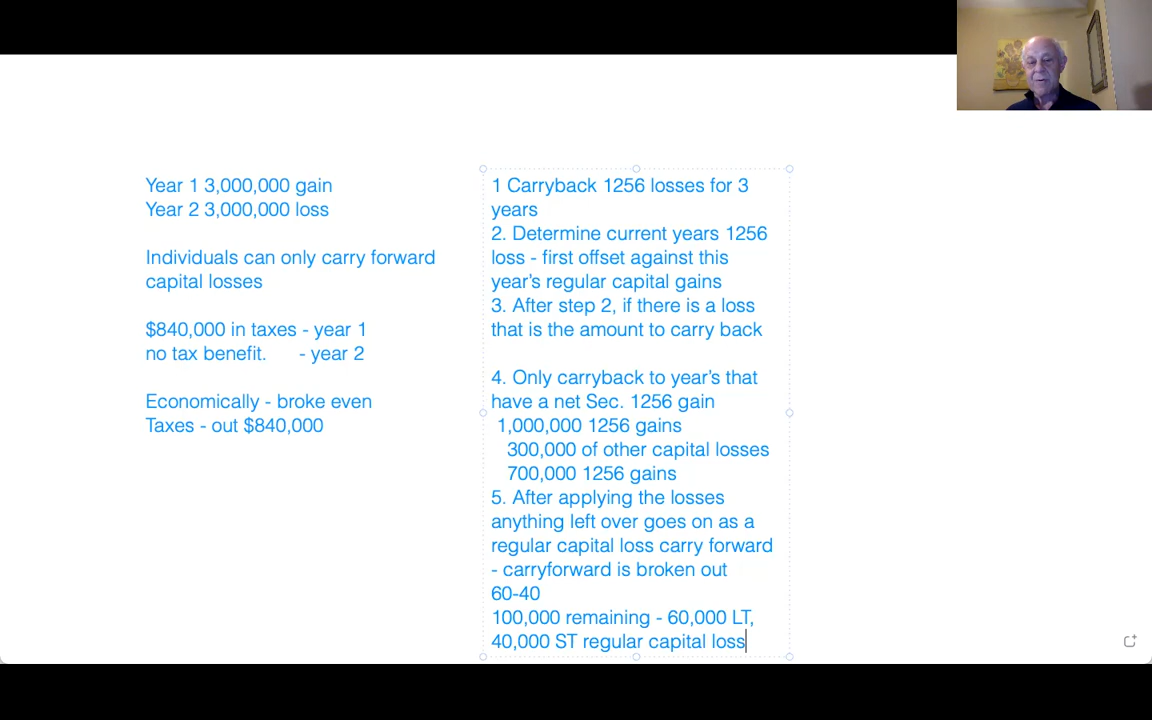 Year 1 3,000,000 gain
Year 2 3,000,000 loss
Individuals can only carry forward
capital losses
$840,000 in taxes - year 1
no tax benefit. - year 2
Economically - broke even
Taxes - out $840,000
1 Carryback 1256 losses for 3
years
2. Determine current years 1256
loss - first offset against this
year's regular capital gains
3. After step 2, if there is a loss
that is the amount to carry back
4. Only carryback to year's that
have a net Sec. 1256 gain
1,000,000 1256 gains
300,000 of other capital losses
700,000 1256 gains
5. After applying the losses
anything left over goes on as a
regular capital loss carry forward
- carryforward is broken out
60-40
100,000 remaining - 60,000 LT,
40,000 ST regular capital loss